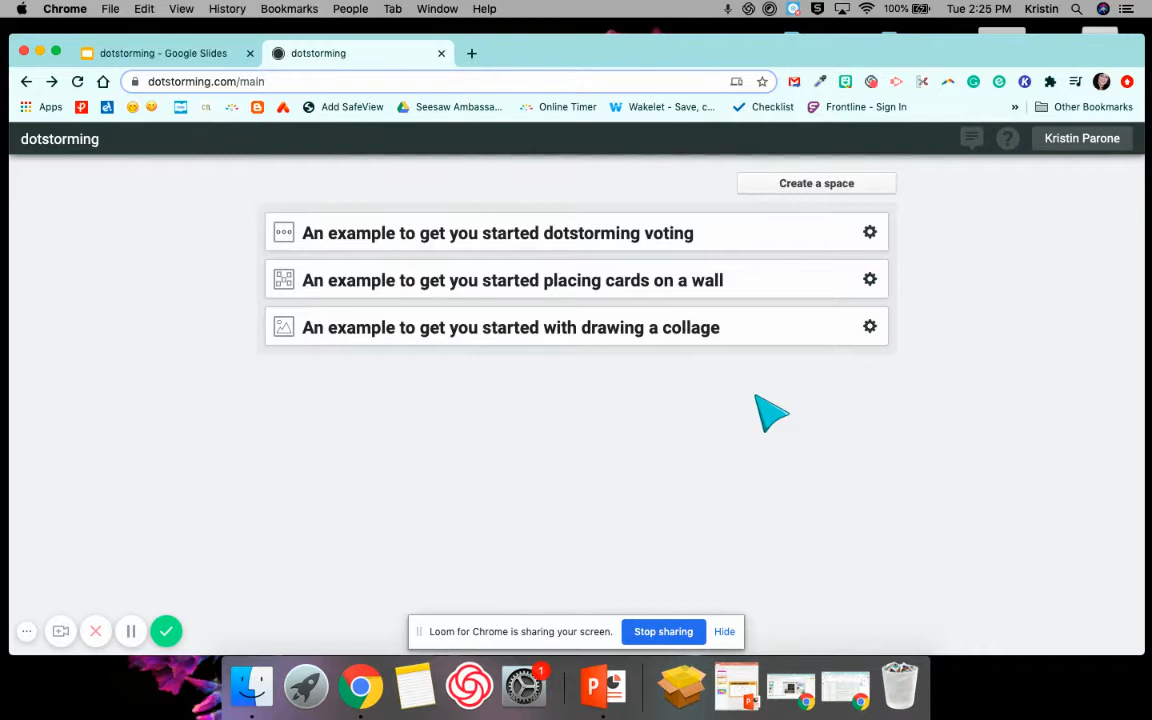 Chrome File Edit View History Bookmarks People Tab Window Help 100% Tue 2:25 PM Kristin
dotstorming - Google Slides dotstorming
dotstorming.com/main
Apps Add SafeView Seesaw Ambassa... Online Timer Wakelet - Save, c... Checklist Frontline - Sign In » Other Bookmarks
dotstorming Kristin Parone
Create a space
An example to get you started dotstorming voting
An example to get you started placing cards on a wall
An example to get you started with drawing a collage
Loom for Chrome is sharing your screen. Stop sharing Hide
1